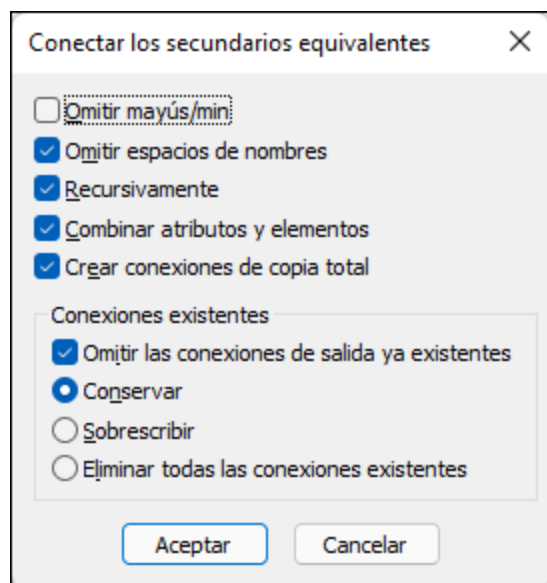 Conectar los secundarios equivalentes
Omitir mayús/min
Omitir espacios de nombres
Recursivamente
Combinar atributos y elementos
Crear conexiones de copia total
Conexiones existentes
Omitir las conexiones de salida ya existentes
Conservar
Sobrescribir
Eliminar todas las conexiones existentes
Aceptar Cancelar